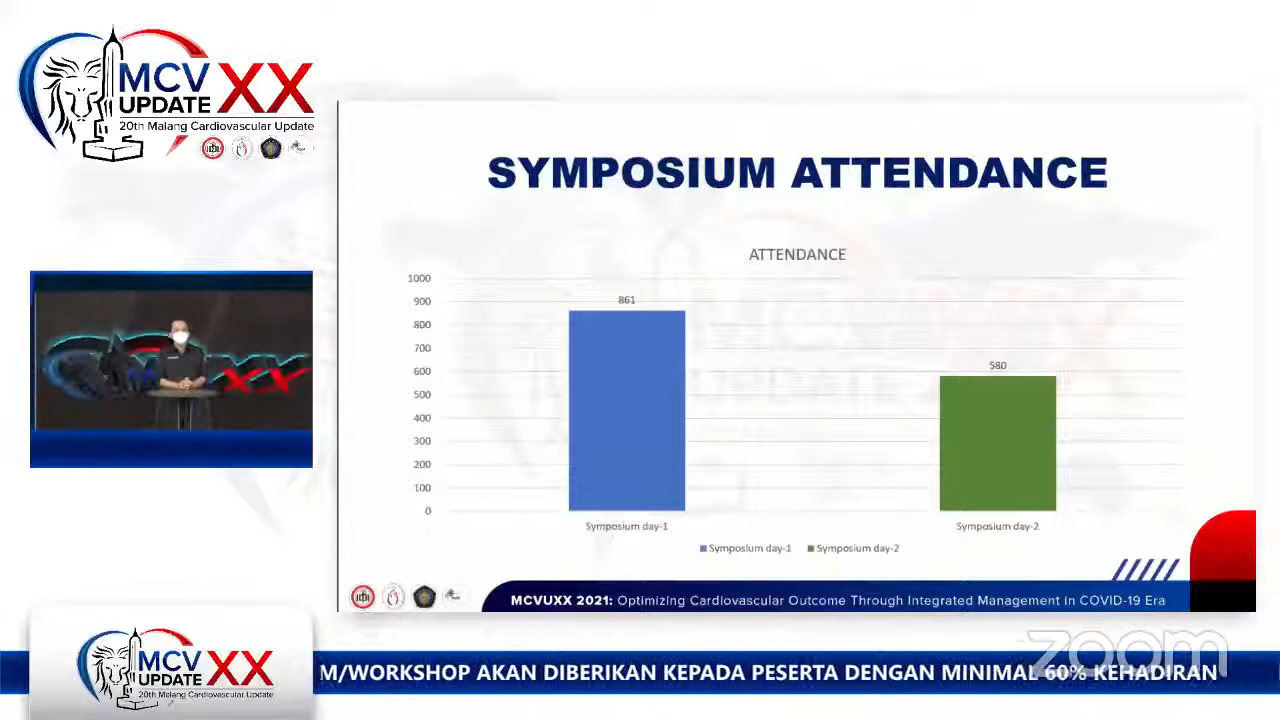 MCV XX
UPDATE
20th Malang Cardiovascular Update
SYMPOSIUM ATTENDANCE
ATTENDANCE
1000
900
800
700
600
500
400
300
200
100
0
861
580
Symposium day-1
Symposium day-2
Symposium day-1 Symposium day-2
MCVUXX 2021: Optimizing Cardiovascular Outcome Through Integrated Management in COVID-19 Era
zoom
MCV XX
UPDATE
20th Malang Cardiovascular Update
M/WORKSHOP AKAN DIBERIKAN KEPADA PESERTA DENGAN MINIMAL 60% KEHADIRAN